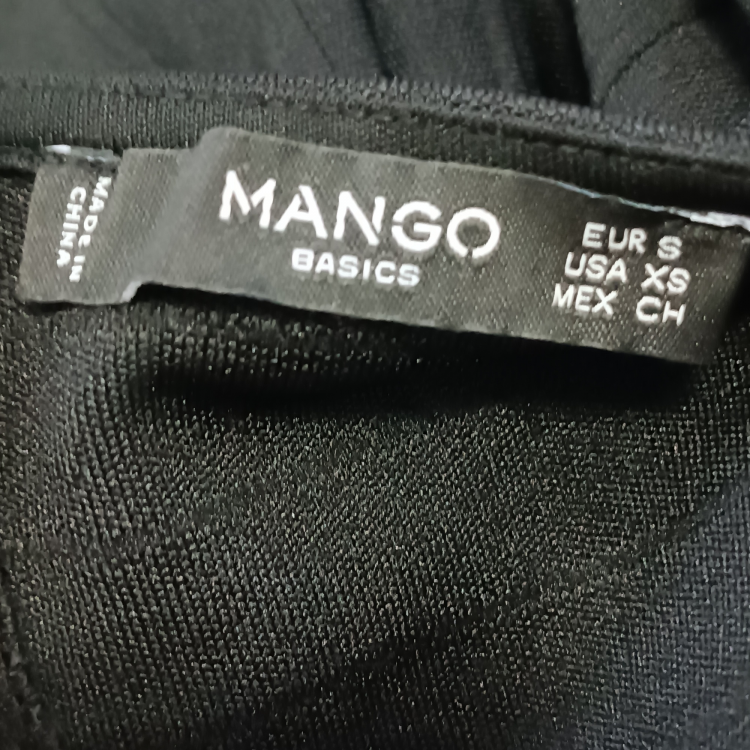 MADE IN
CHINA
MANGO
BASICS
EUR S
USA XS
MEX CH